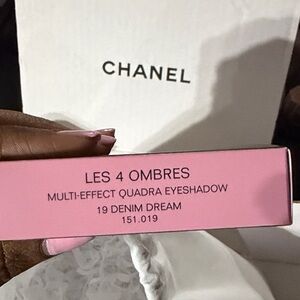 CHANEL
LES 4 OMBRES
MULTI-EFFECT QUADRA EYESHADOW
19 DENIM DREAM
151.019